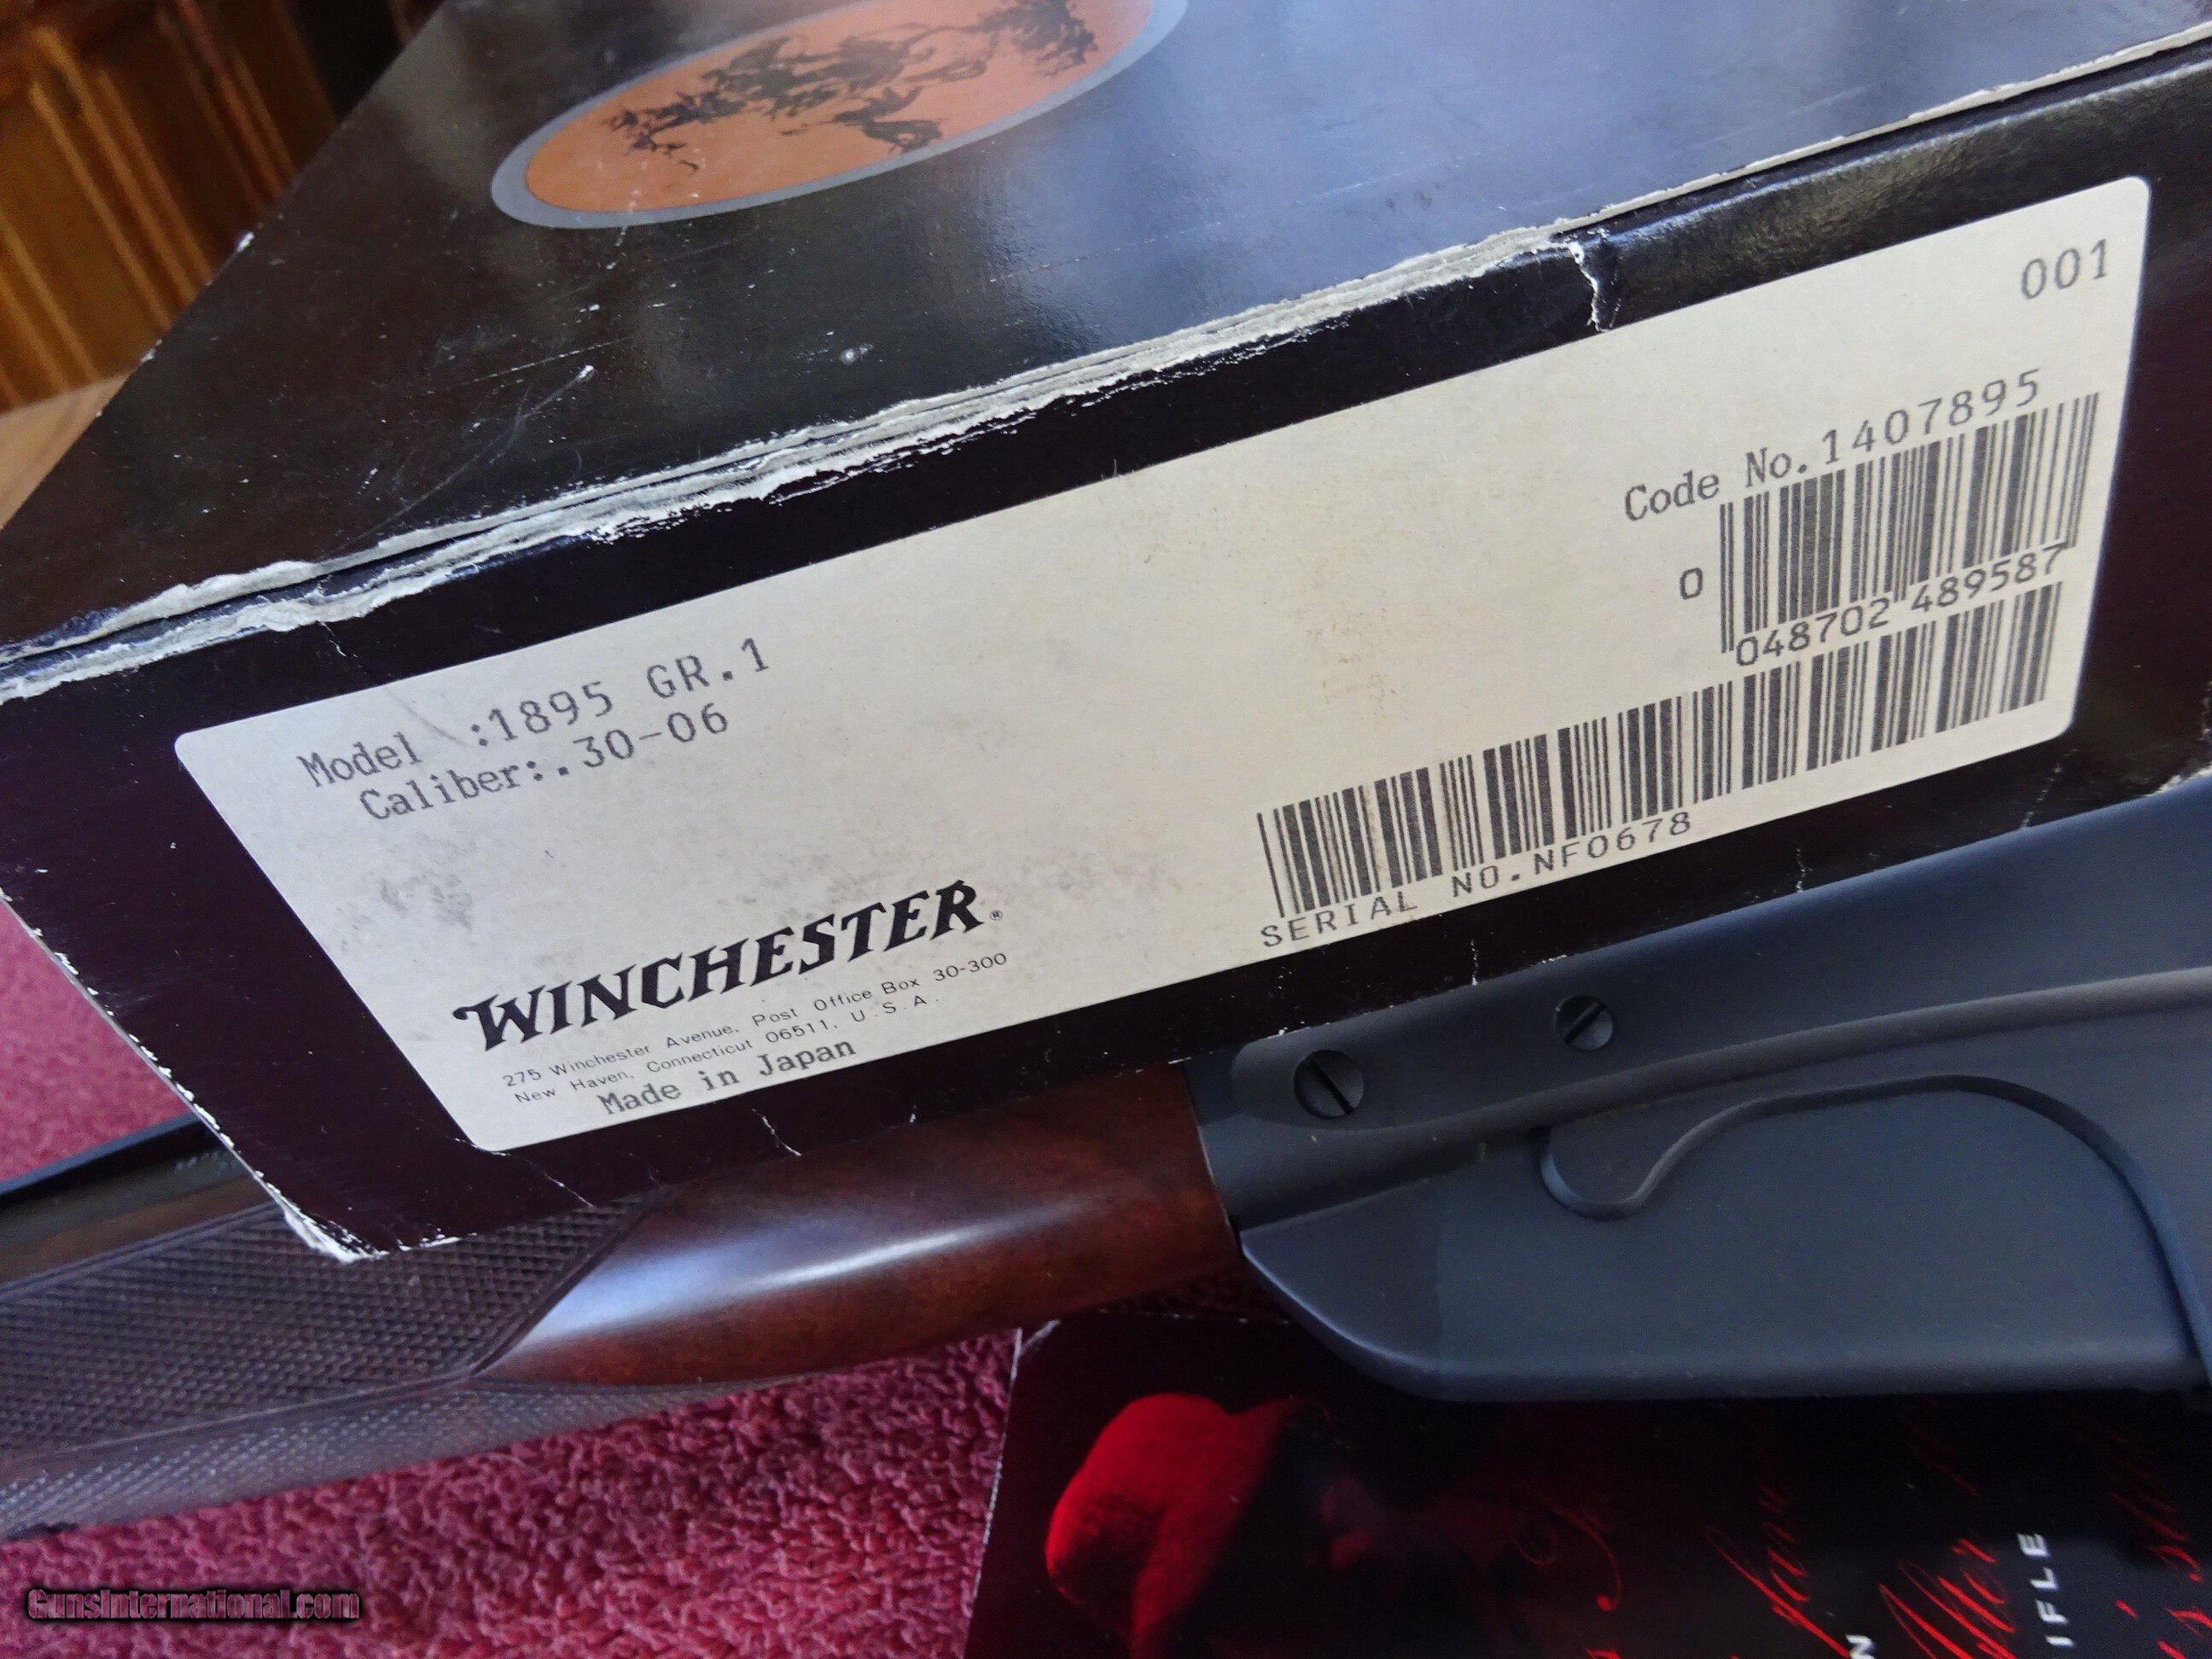 001
Code No.1407895
0
048702 489587
Model :1895 GR.1
Caliber:.30-06
SERIAL NO.NF0678
WINCHESTER®
275 Winchester Avenue, Post Office Box 30-300
New Haven, Connecticut 06511, U.S.A.
Made in Japan
IFLE
N
GunsInternational.com